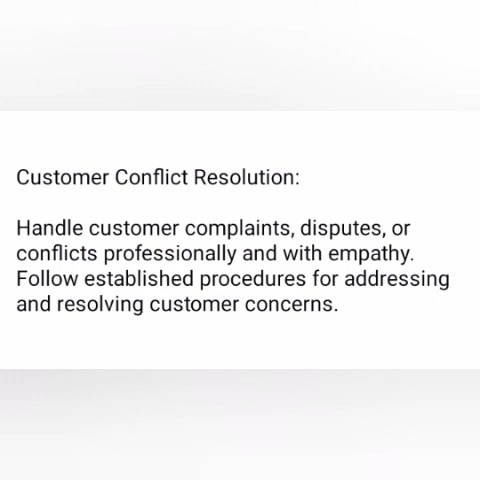 Customer Conflict Resolution:
Handle customer complaints, disputes, or
conflicts professionally and with empathy.
Follow established procedures for addressing
and resolving customer concerns.